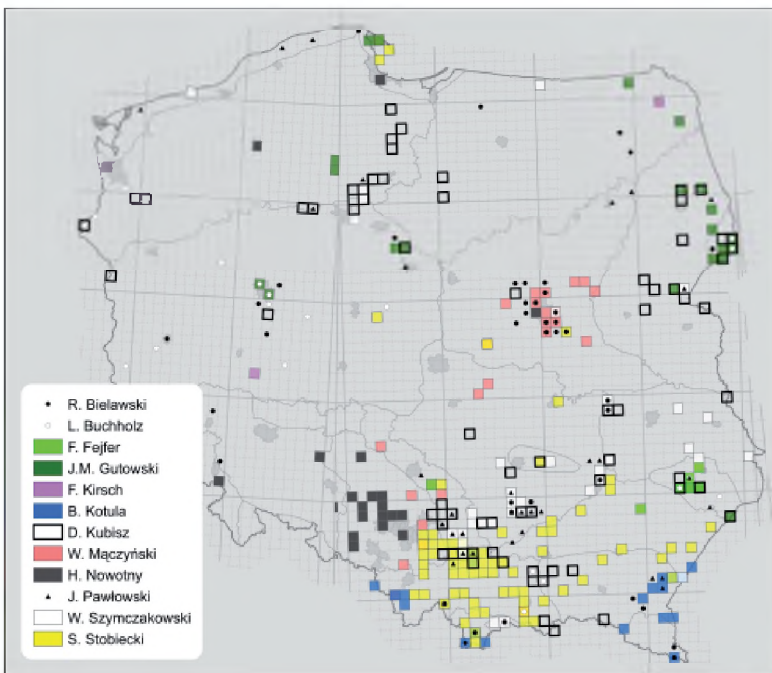 R. Bielawski
L. Buchholz
F. Fejfer
J.M. Gutowski
F. Kirsch
B. Kotula
D. Kubisz
W. Mączyński
H. Nowotny
J. Pawłowski
W. Szymczakowski
S. Stobiecki